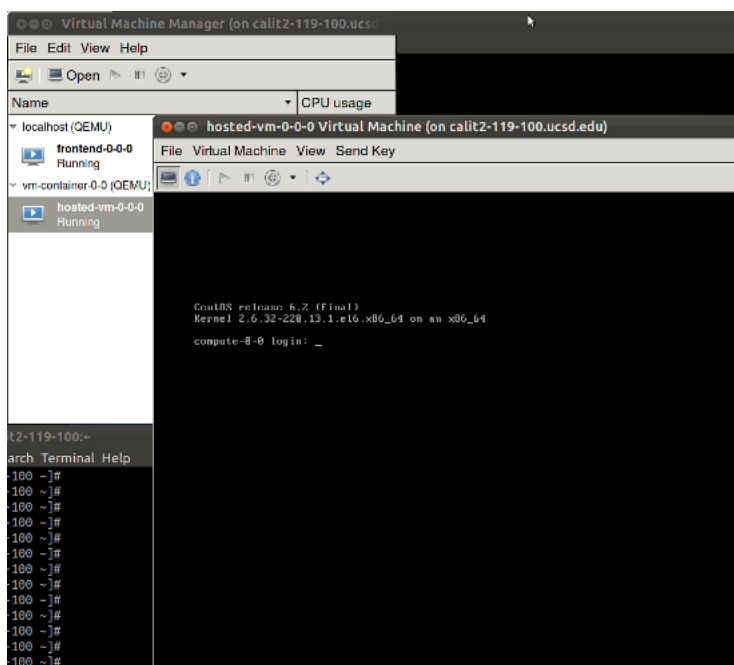 Virtual Machine Manager (on calit2-119-100.ucsd
File Edit View Help
Open
Name CPU usage
localhost (QEMU)
frontend-0-0-0
Running
vm-container-0-0 (QEMU)
hosted-vm-0-0-0
Running
hosted-vm-0-0-0 Virtual Machine (on calit2-119-100.ucsd.edu)
File Virtual Machine View Send Key
CentOS release 6.2 (Final)
Kernel 2.6.32-220.13.1.el6.x86_64 on an x86_64
compute-0-0 login: _
it2-119-100:~
arch Terminal Help
-100 ~]#
-100 ~]#
-100 ~]#
-100 ~]#
-100 ~]#
-100 ~]#
-100 ~]#
-100 ~]#
-100 ~]#
-100 ~]#
-100 ~]#
-100 ~]#
-100 ~]#